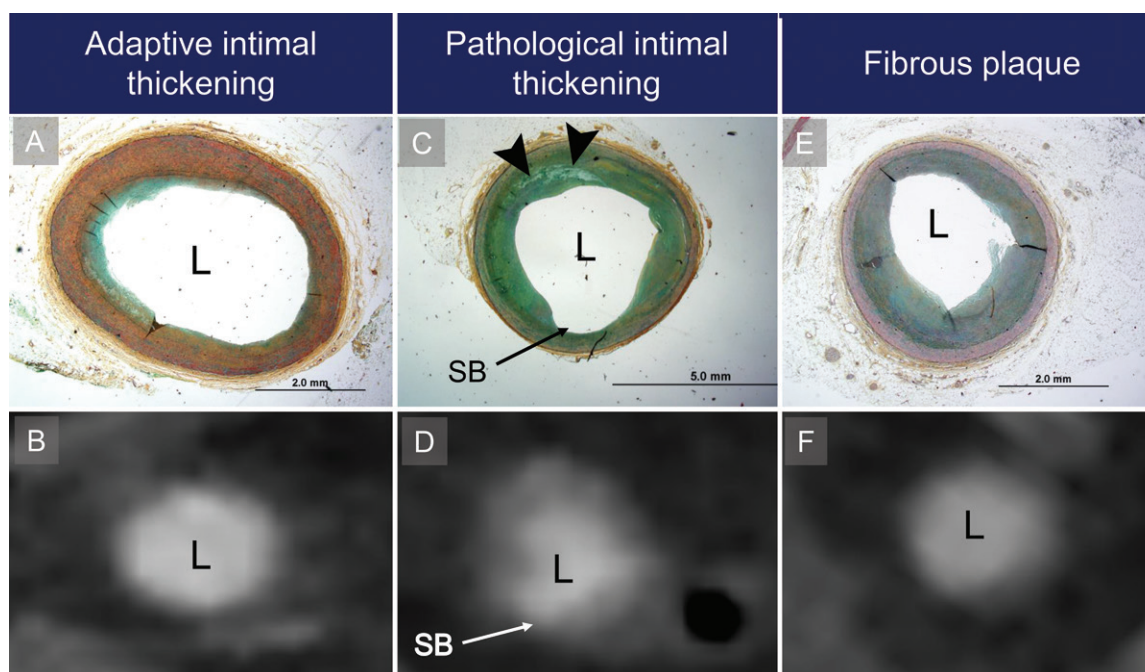 Adaptive intimal
thickening
Pathological intimal
thickening
Fibrous plaque
A
L
2.0 mm
C
L
SB
5.0 mm
E
L
2.0 mm
B
L
D
L
SB
F
L